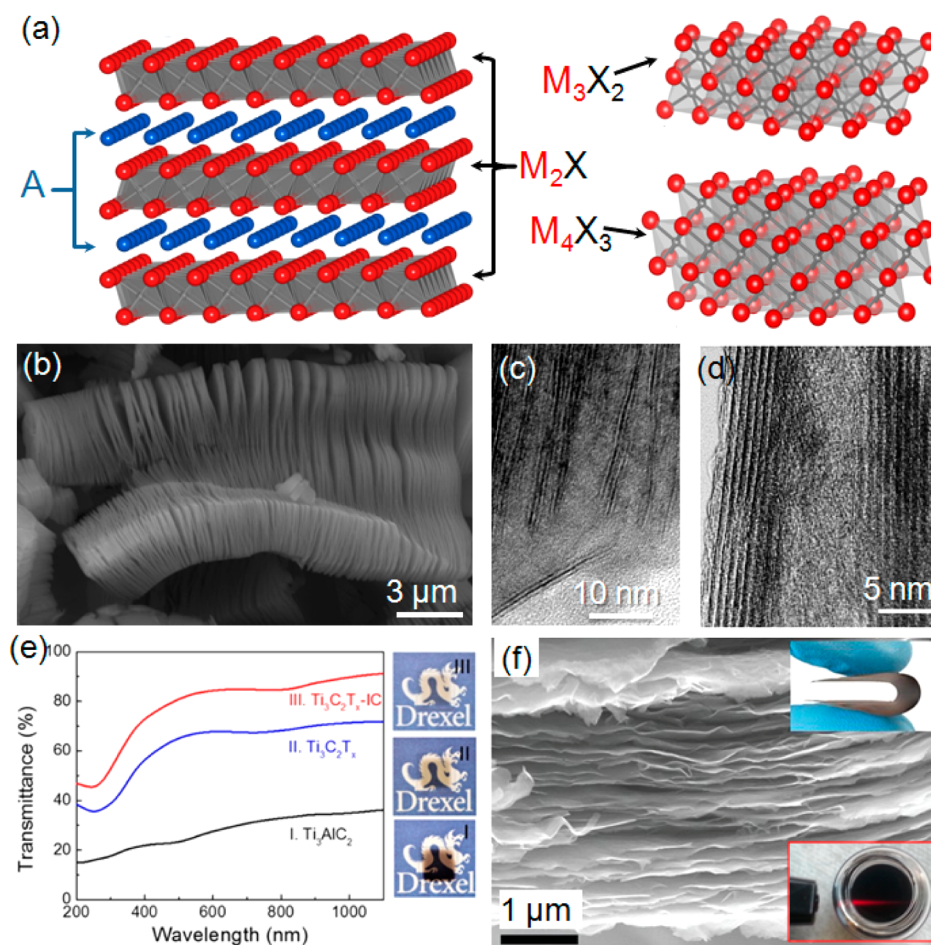 (a)
A
M₂X
M₃X₂
M₄X₃
(b)
3 µm
(c)
10 nm
(d)
5 nm
(e)
Transmittance (%)
100
80
60
40
20
0
III. Ti₃C₂Tₓ-IC
II. Ti₃C₂Tₓ
I. Ti₃AlC₂
200
400
600
800
1000
Wavelength (nm)
III
Drexel
II
Drexel
I
Drexel
(f)
1 µm